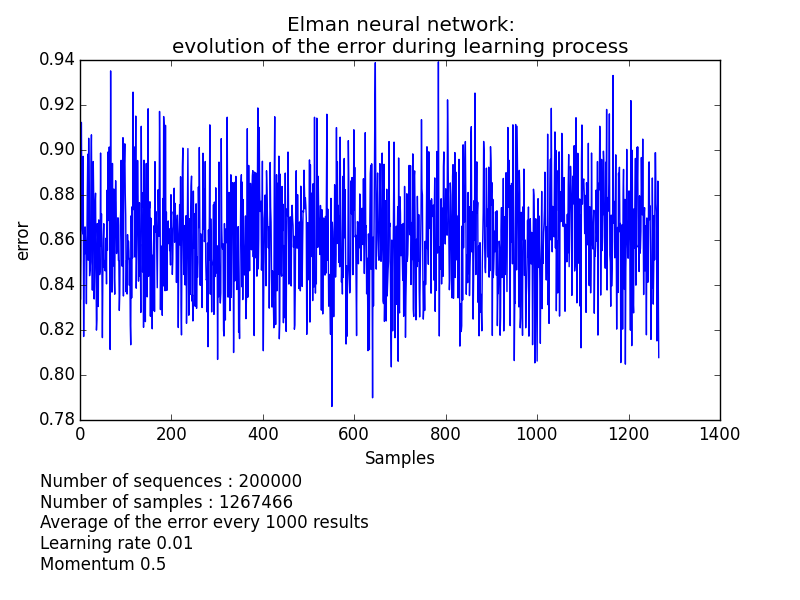 Elman neural network:
evolution of the error during learning process
0.94
0.92
0.90
0.88
0.86
0.84
0.82
0.80
0.78
error
0 200 400 600 800 1000 1200 1400
Samples
Number of sequences : 200000
Number of samples : 1267466
Average of the error every 1000 results
Learning rate 0.01
Momentum 0.5